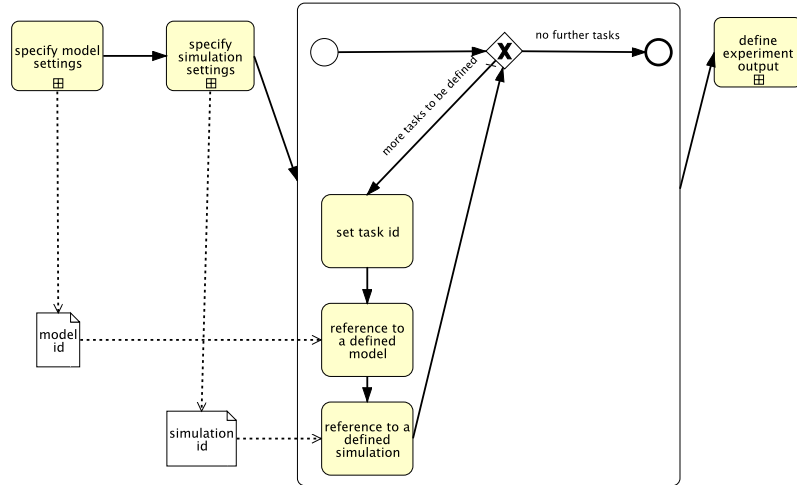 specify model
settings
specify
simulation
settings
no further tasks
define
experiment
output
more tasks to be defined
set task id
model
id
reference to
a defined
model
simulation
id
reference to a
defined
simulation